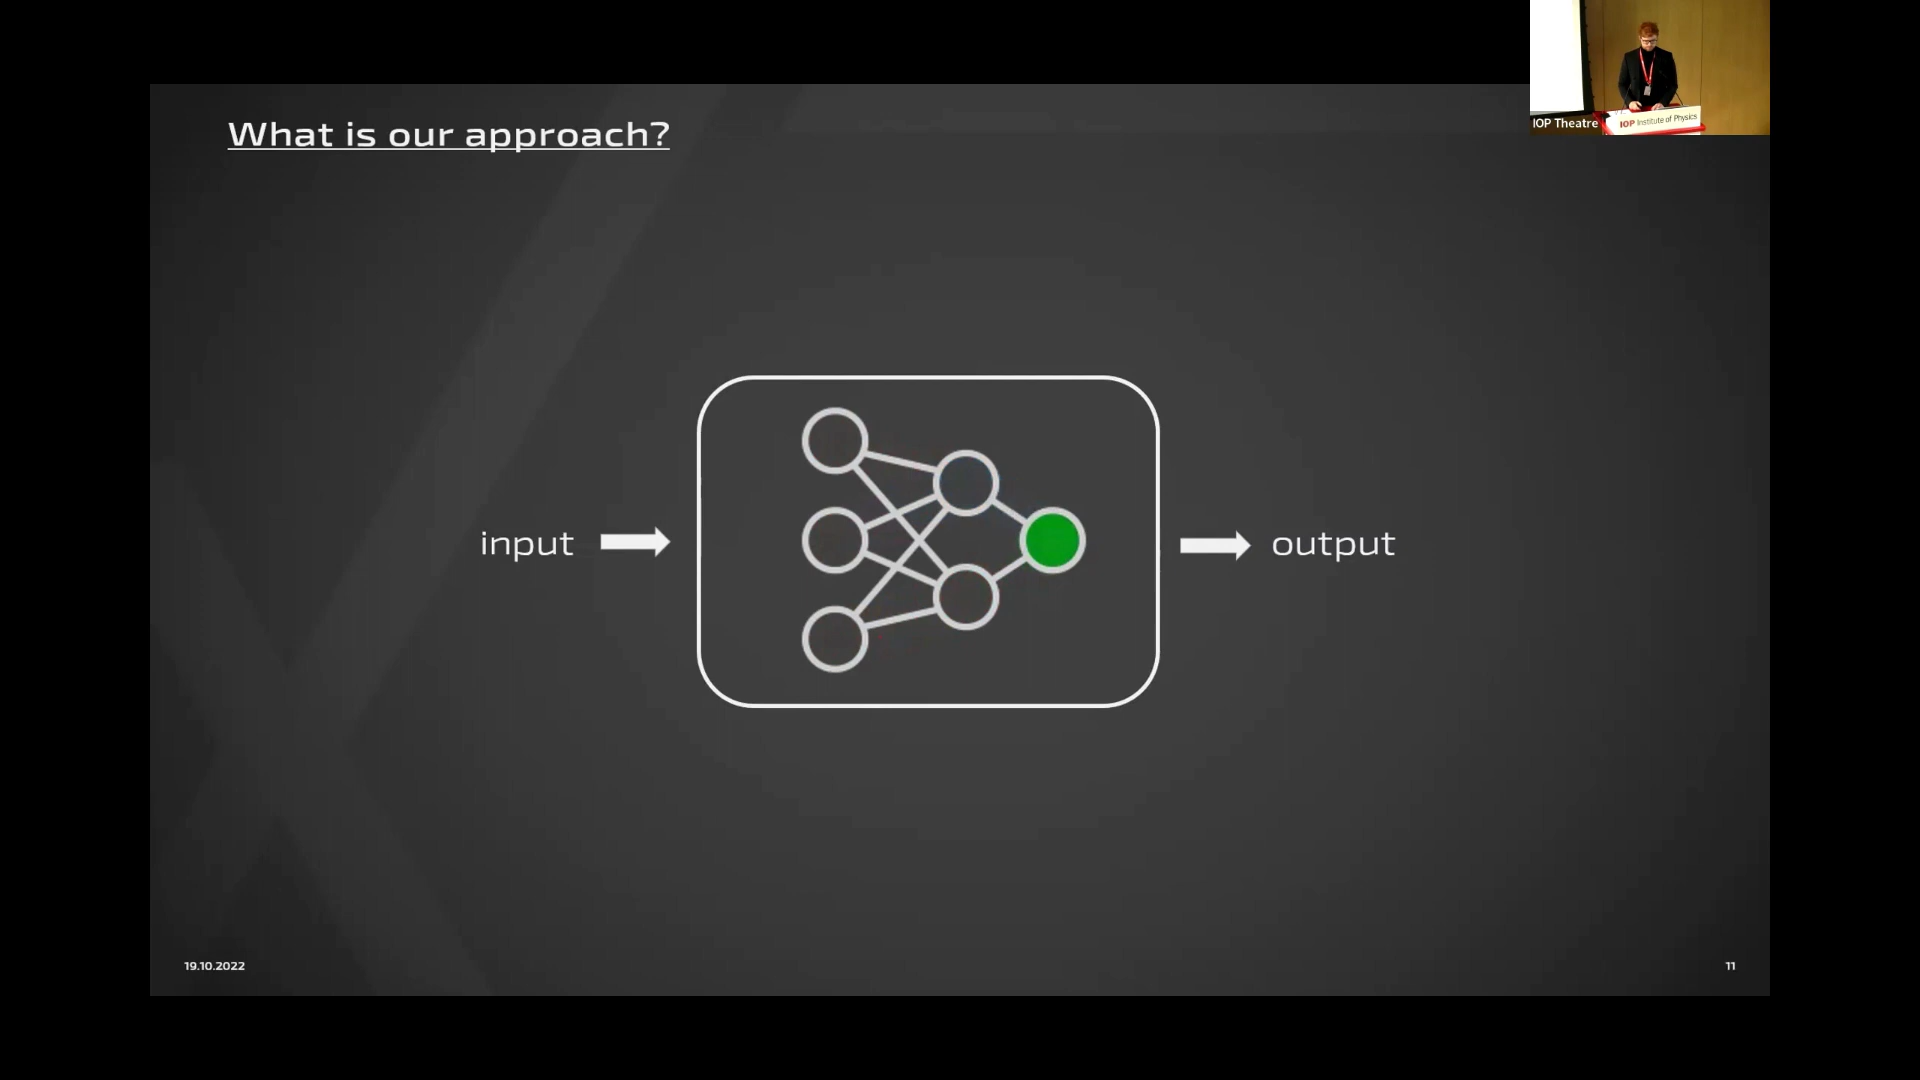 What is our approach?
IOP Theatre
IOP Institute of Physics
input
output
19.10.2022
11